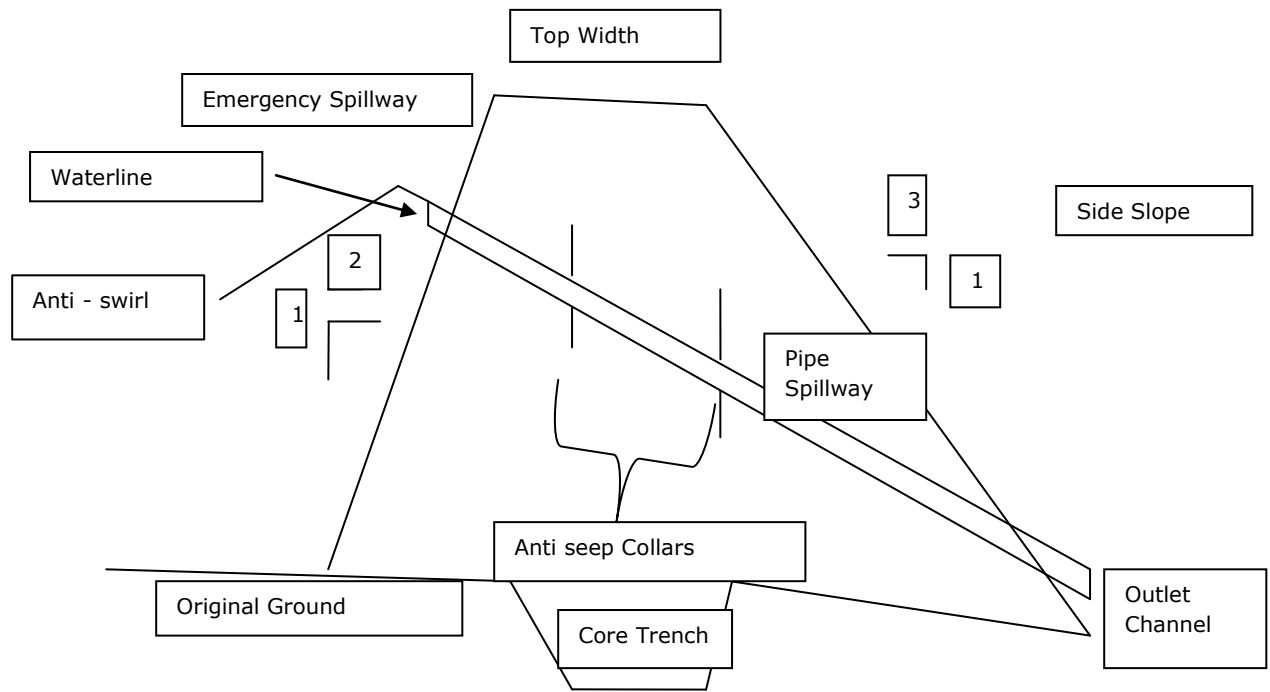 Top Width
Emergency Spillway
Waterline
3
Side Slope
2
1
Anti - swirl
1
Pipe
Spillway
Anti seep Collars
Original Ground
Core Trench
Outlet
Channel